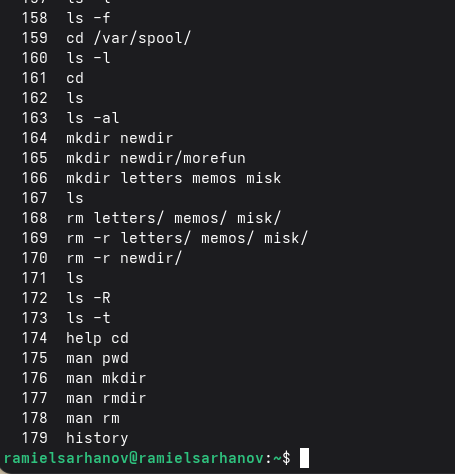 158 ls -f
159 cd /var/spool/
160 ls -l
161 cd
162 ls
163 ls -al
164 mkdir newdir
165 mkdir newdir/morefun
166 mkdir letters memos misk
167 ls
168 rm letters/ memos/ misk/
169 rm -r letters/ memos/ misk/
170 rm -r newdir/
171 ls
172 ls -R
173 ls -t
174 help cd
175 man pwd
176 man mkdir
177 man rmdir
178 man rm
179 history
ramielsarhanov@ramielsarhanov:~$